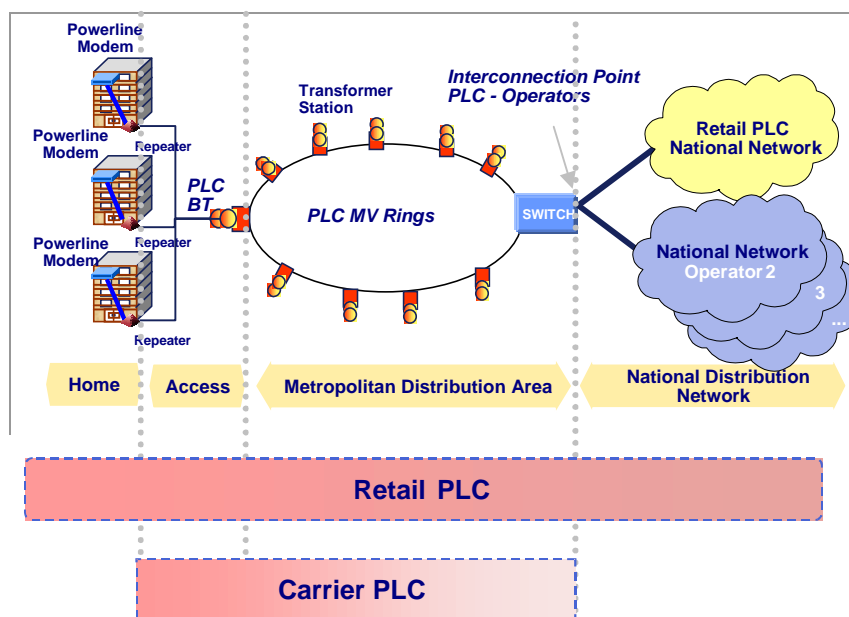 Powerline
Modem
Repeater
Powerline
Modem
Repeater
Powerline
Modem
Repeater
PLC
BT
Transformer
Station
PLC MV Rings
Interconnection Point
PLC - Operators
SWITCH
Retail PLC
National Network
National Network
Operator 2
3
...
Home
Access
Metropolitan Distribution Area
National Distribution
Network
Retail PLC
Carrier PLC